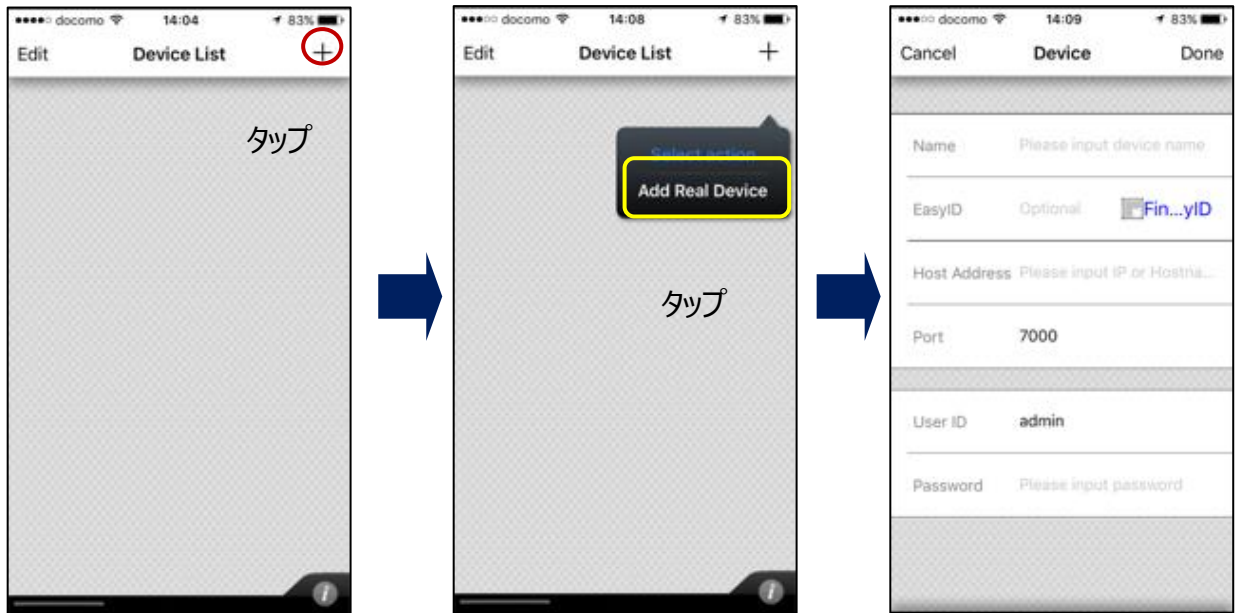 docomo 14:04 83%
Edit Device List +
タップ
docomo 14:08 83%
Edit Device List +
Select action
Add Real Device
タップ
docomo 14:09 83%
Cancel Device Done
Name Please input device name
EasyID Optional Fin...yID
Host Address Please input IP or Hostna...
Port 7000
User ID admin
Password Please input password